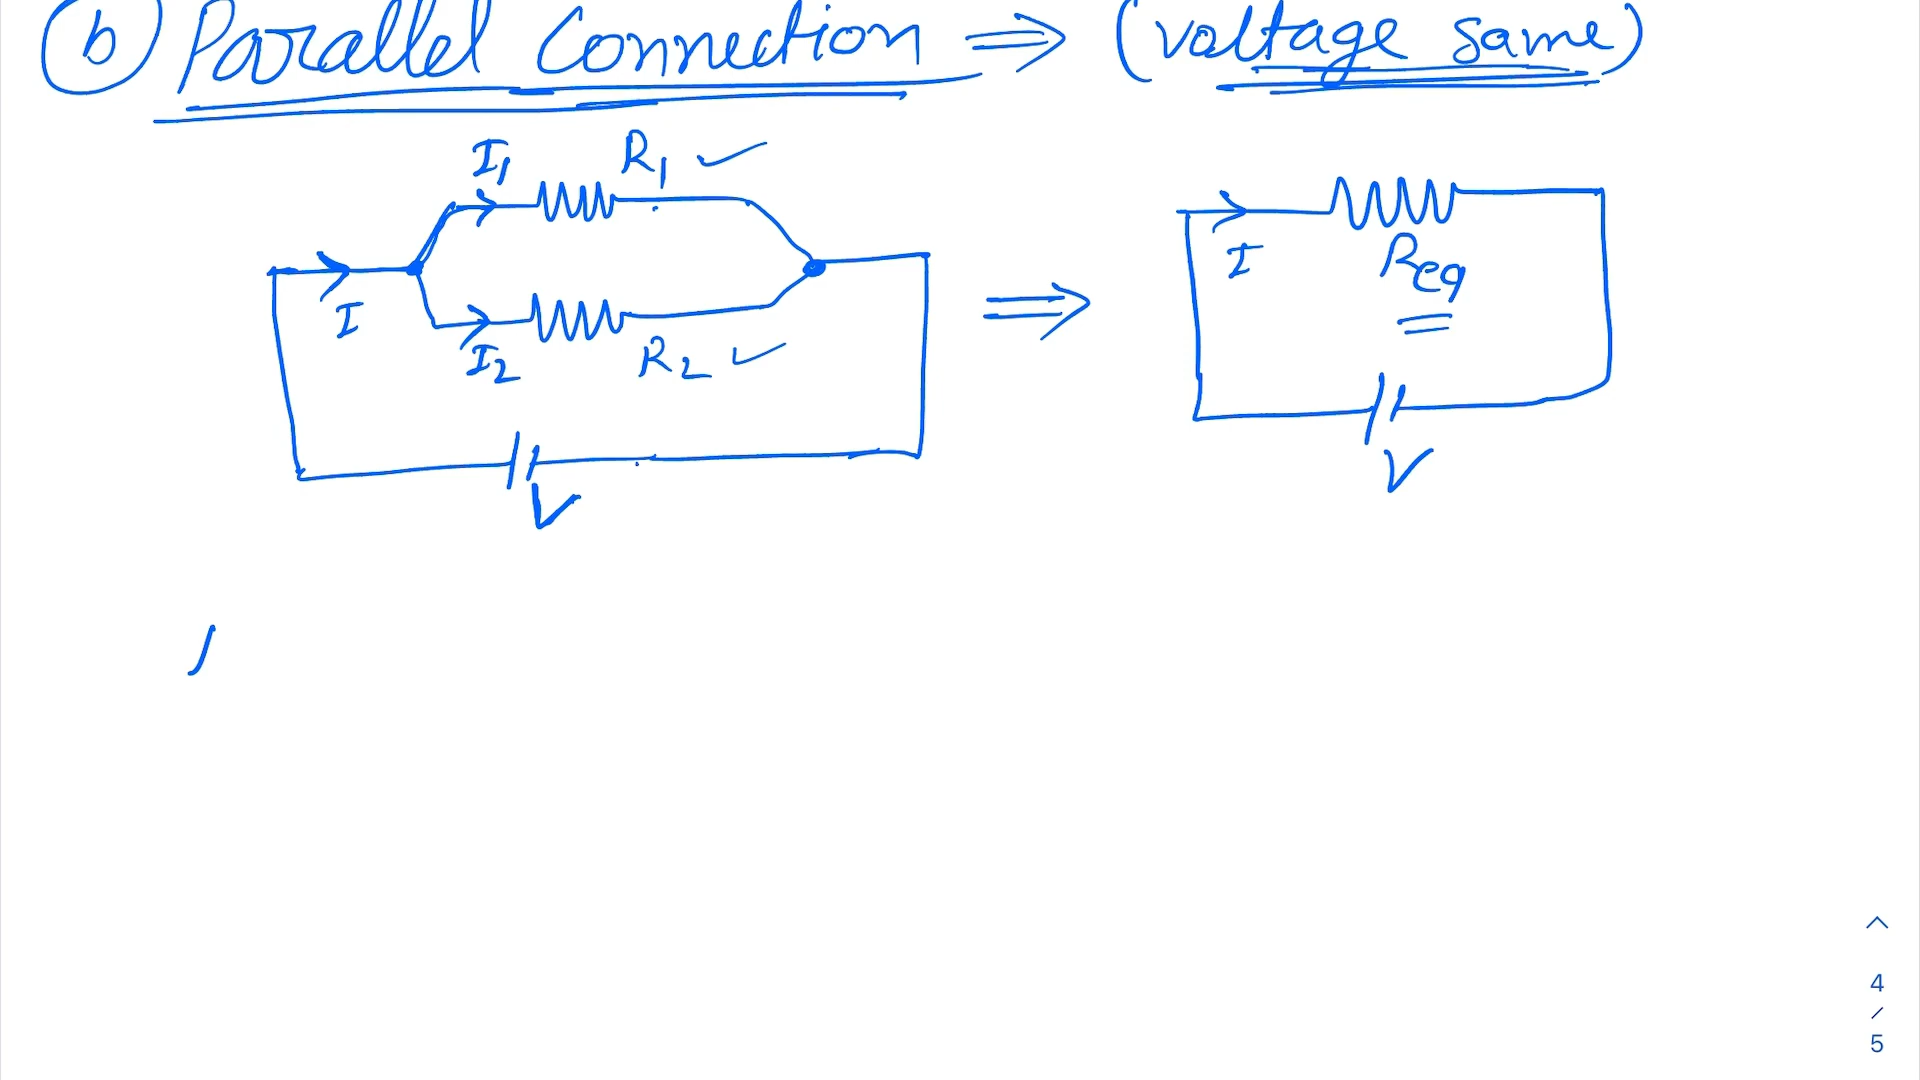 (b) Parallel Connection ⇒ (voltage same)
I₁ R₁ ✓
I
I₂ R₂ ✓
V
⇒
I
Req
V
^
4
/
5